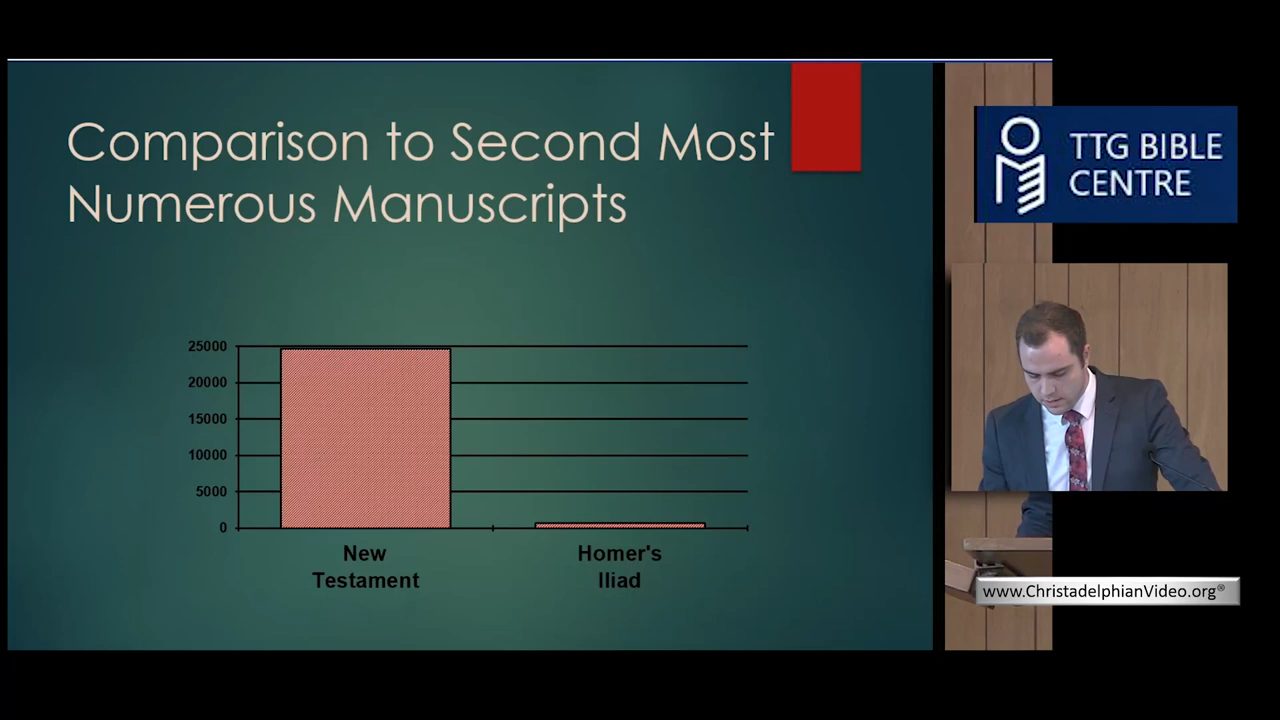 Comparison to Second Most
Numerous Manuscripts
25000
20000
15000
10000
5000
0
New
Testament
Homer's
Iliad
TTG BIBLE
CENTRE
www.ChristadelphianVideo.org®